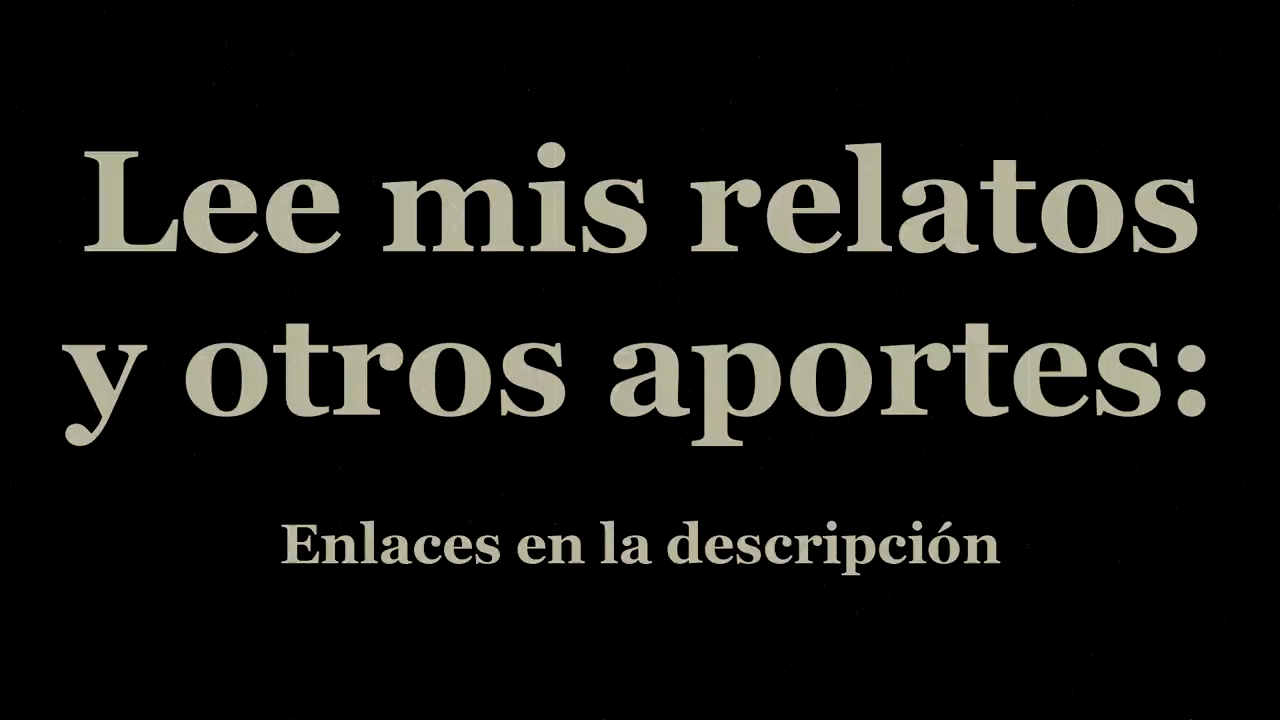 Lee mis relatos
y otros aportes:
Enlaces en la descripción